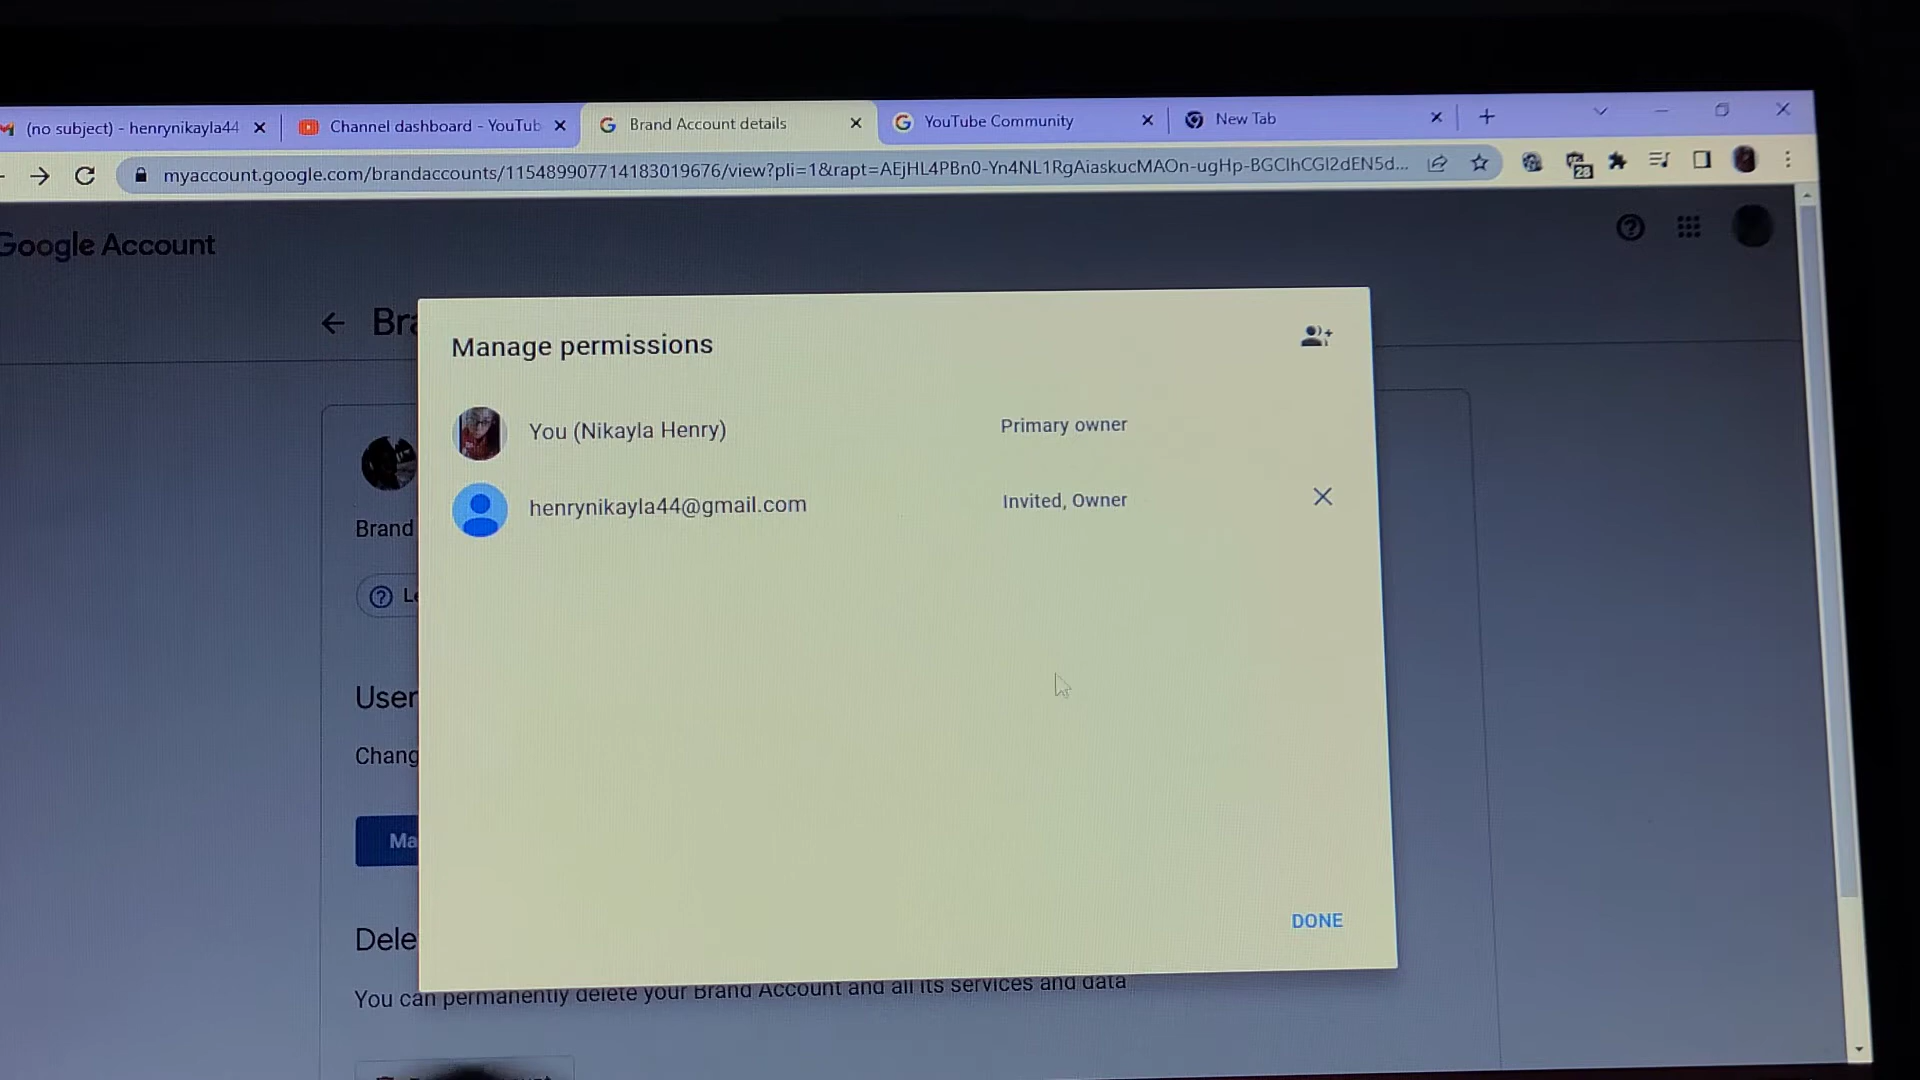 (no subject) - henrynikayla44
Channel dashboard - YouTub
Brand Account details
YouTube Community
New Tab
myaccount.google.com/brandaccounts/115489907714183019676/view?pli=1&rapt=AEjHL4PBn0-Yn4NL1RgAiaskucMAOn-ugHp-BGClhCGl2dEN5d...
28
Google Account
Bra
Manage permissions
You (Nikayla Henry)
Primary owner
henrynikayla44@gmail.com
Invited, Owner
Brand
Le
User
Chang
Ma
DONE
Dele
You can permanently delete your Brand Account and all its services and data